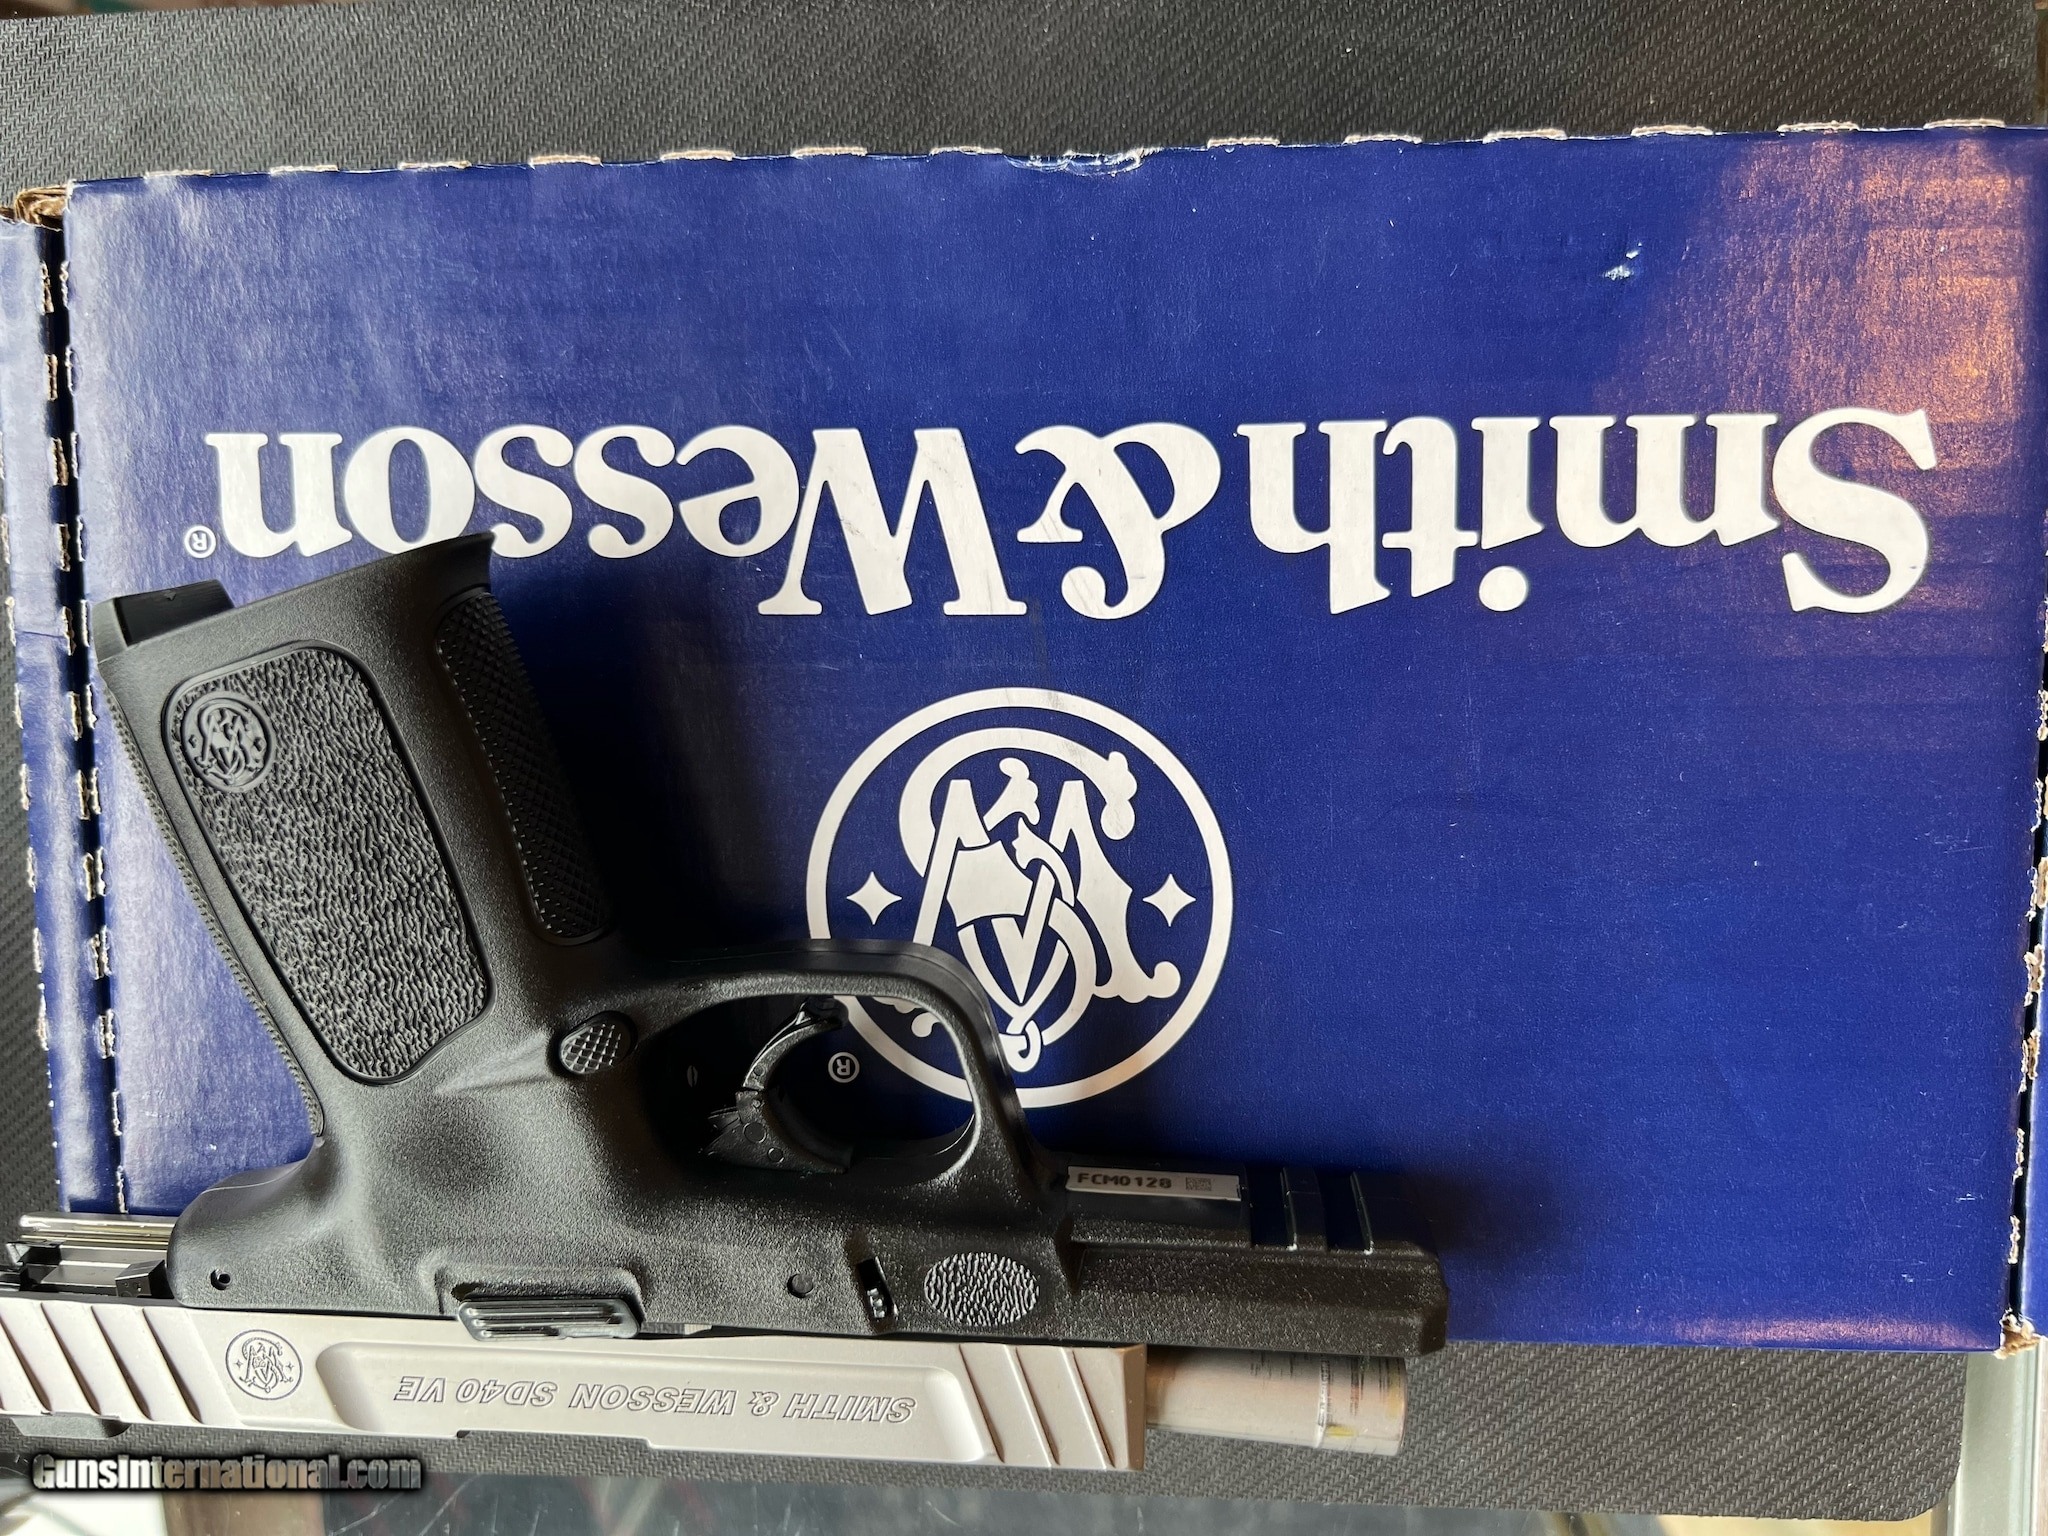 Smith & Wesson®
®
FCM0128
SMITH & WESSON SD40 VE
GunsInternational.com